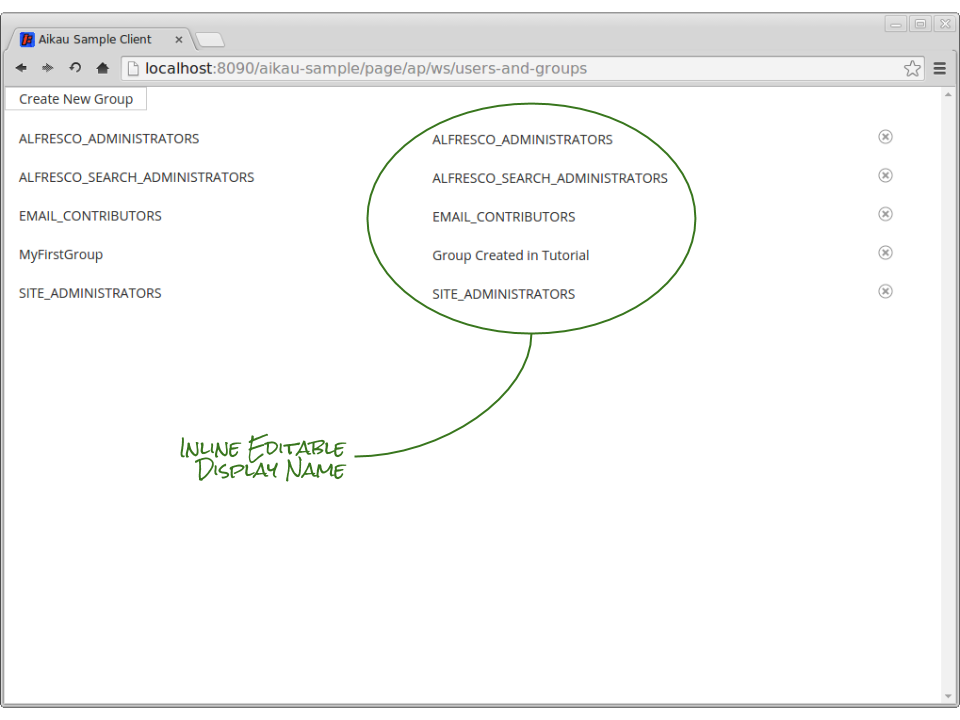 Aikau Sample Client
localhost:8090/aikau-sample/page/ap/ws/users-and-groups
Create New Group
ALFRESCO_ADMINISTRATORS ALFRESCO_ADMINISTRATORS
ALFRESCO_SEARCH_ADMINISTRATORS ALFRESCO_SEARCH_ADMINISTRATORS
EMAIL_CONTRIBUTORS EMAIL_CONTRIBUTORS
MyFirstGroup Group Created in Tutorial
SITE_ADMINISTRATORS SITE_ADMINISTRATORS
Inline Editable
Display Name